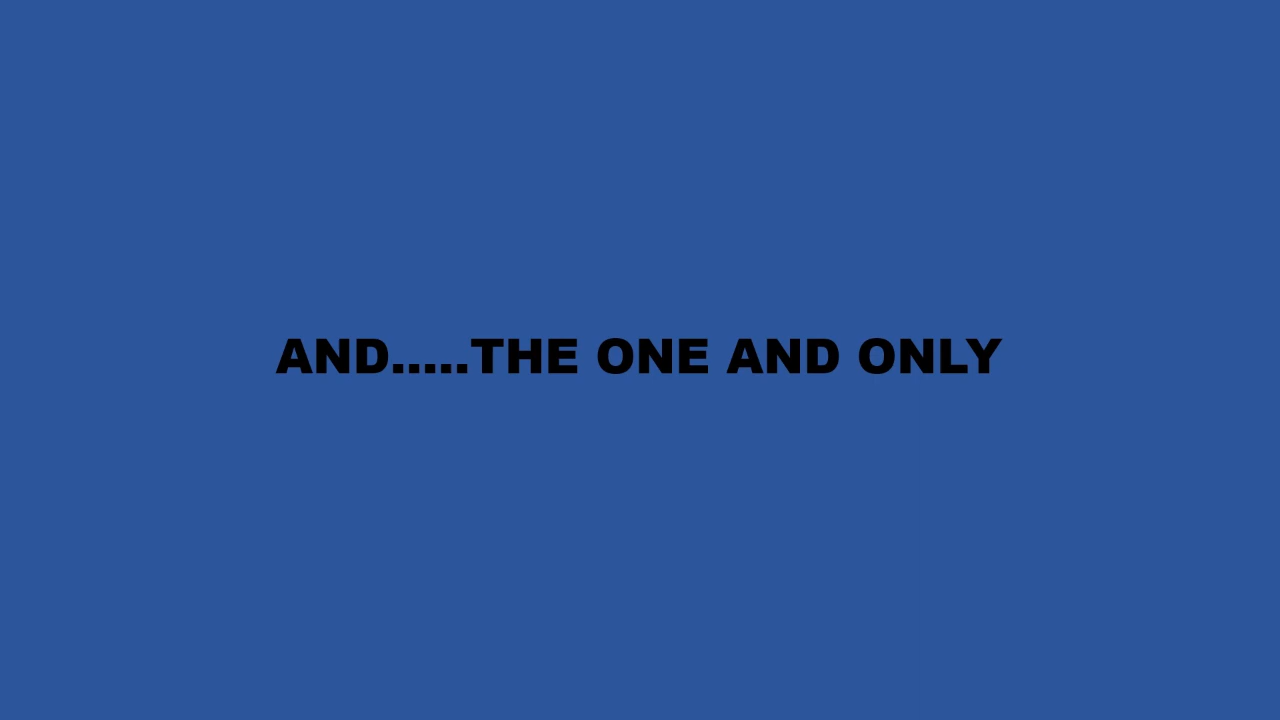 AND.....THE ONE AND ONLY